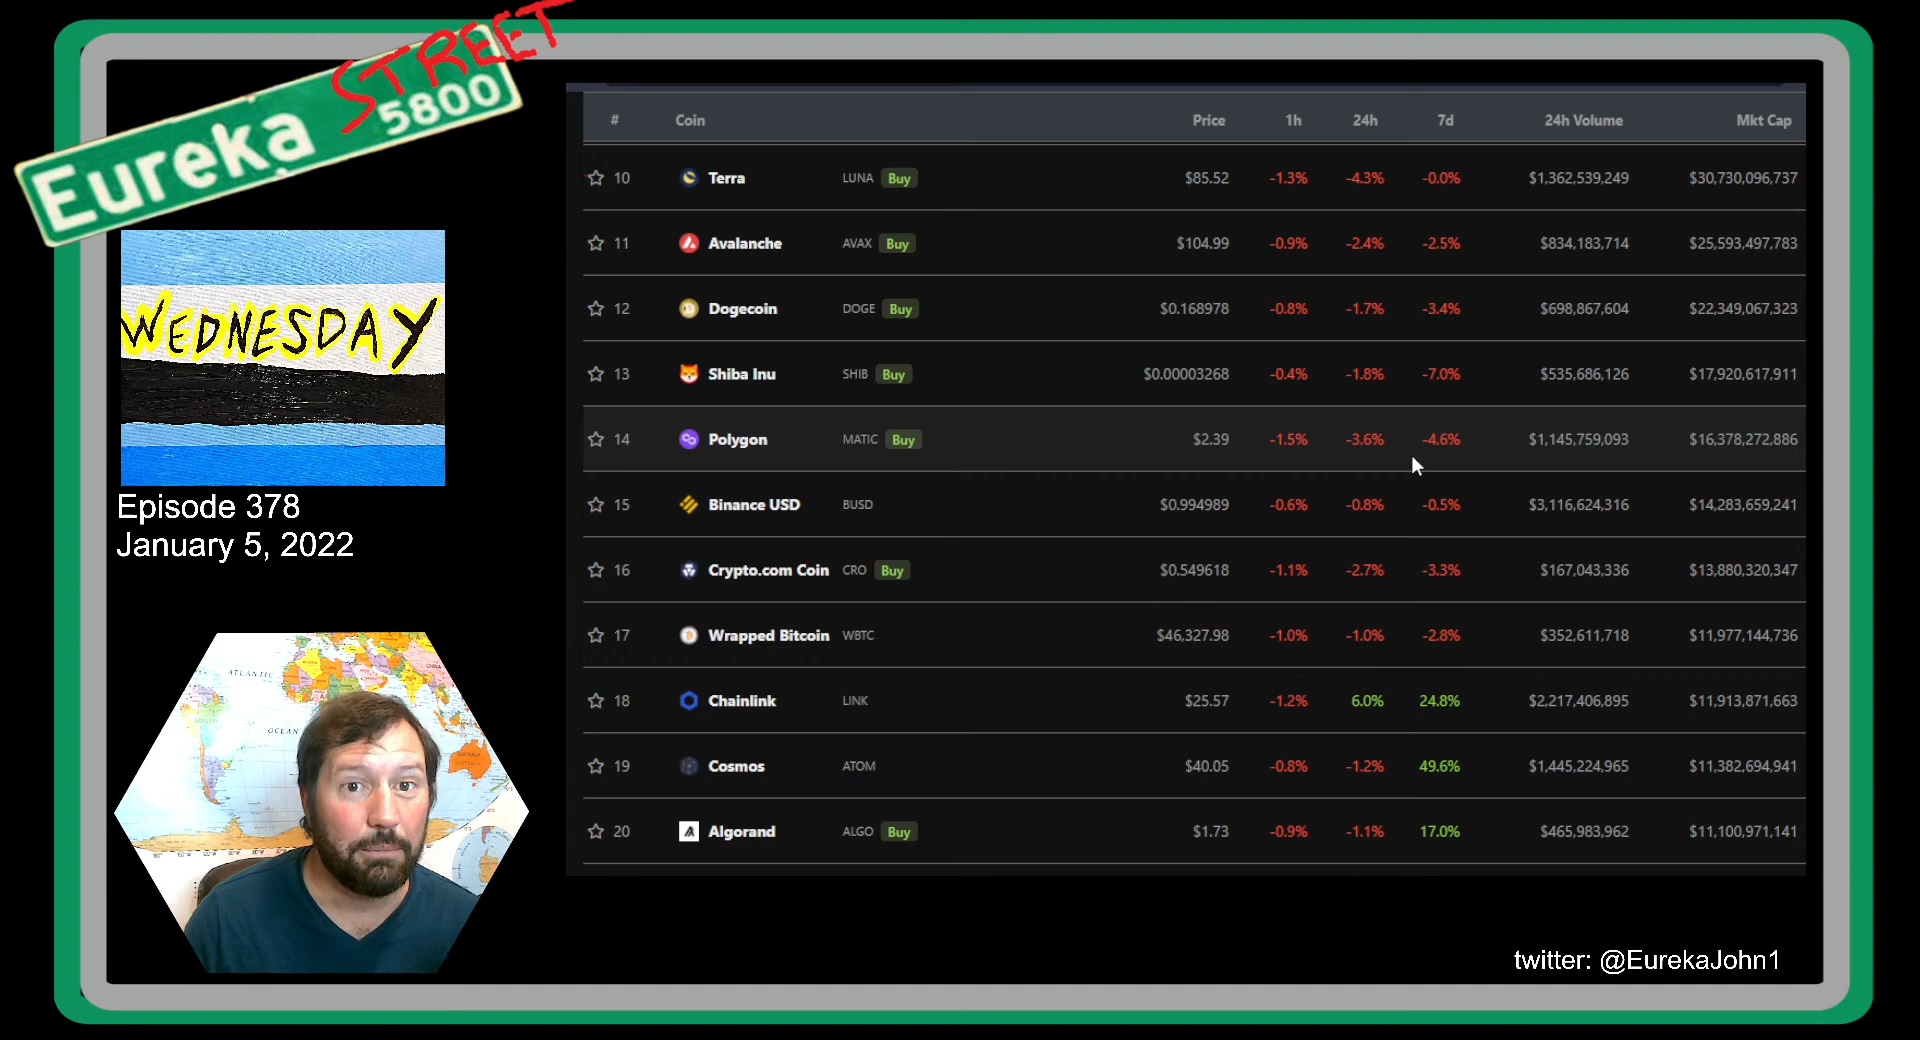 Eureka STREET
5800
WEDNESDAY
Episode 378
January 5, 2022
# Coin Price 1h 24h 7d 24h Volume Mkt Cap
10 Terra LUNA Buy $85.52 -1.3% -4.3% -0.0% $1,362,539,249 $30,730,096,737
11 Avalanche AVAX Buy $104.99 -0.9% -2.4% -2.5% $834,183,714 $25,593,497,783
12 Dogecoin DOGE Buy $0.168978 -0.8% -1.7% -3.4% $698,867,604 $22,349,067,323
13 Shiba Inu SHIB Buy $0.00003268 -0.4% -1.8% -7.0% $535,686,126 $17,920,617,911
14 Polygon MATIC Buy $2.39 -1.5% -3.6% -4.6% $1,145,759,093 $16,378,272,886
15 Binance USD BUSD $0.994989 -0.6% -0.8% -0.5% $3,116,624,316 $14,283,659,241
16 Crypto.com Coin CRO Buy $0.549618 -1.1% -2.7% -3.3% $167,043,336 $13,880,320,347
17 Wrapped Bitcoin WBTC $46,327.98 -1.0% -1.0% -2.8% $352,611,718 $11,977,144,736
18 Chainlink LINK $25.57 -1.2% 6.0% 24.8% $2,217,406,895 $11,913,871,663
19 Cosmos ATOM $40.05 -0.8% -1.2% 49.6% $1,445,224,965 $11,382,694,941
20 Algorand ALGO Buy $1.73 -0.9% -1.1% 17.0% $465,983,962 $11,100,971,141
ATLANTIC
OCEAN
twitter: @EurekaJohn1